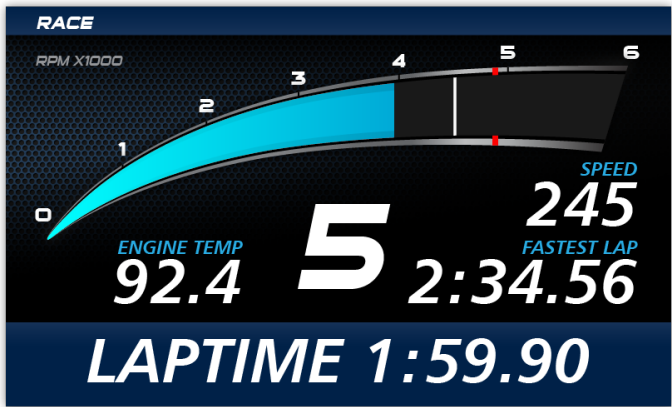 RACE
RPM X1000
0
1
2
3
4
5
6
SPEED
245
ENGINE TEMP
92.4
5
FASTEST LAP
2:34.56
LAPTIME 1:59.90